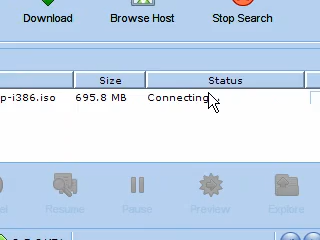 Download Browse Host Stop Search
Size Status
p-i386.iso 695.8 MB Connecting
Resume Pause Preview Explore